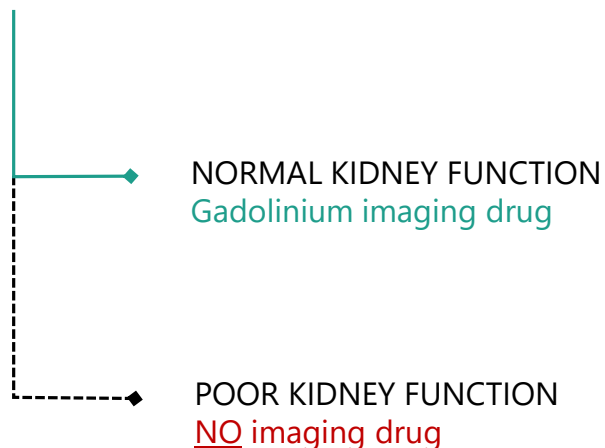 NORMAL KIDNEY FUNCTION
Gadolinium imaging drug
POOR KIDNEY FUNCTION
NO imaging drug